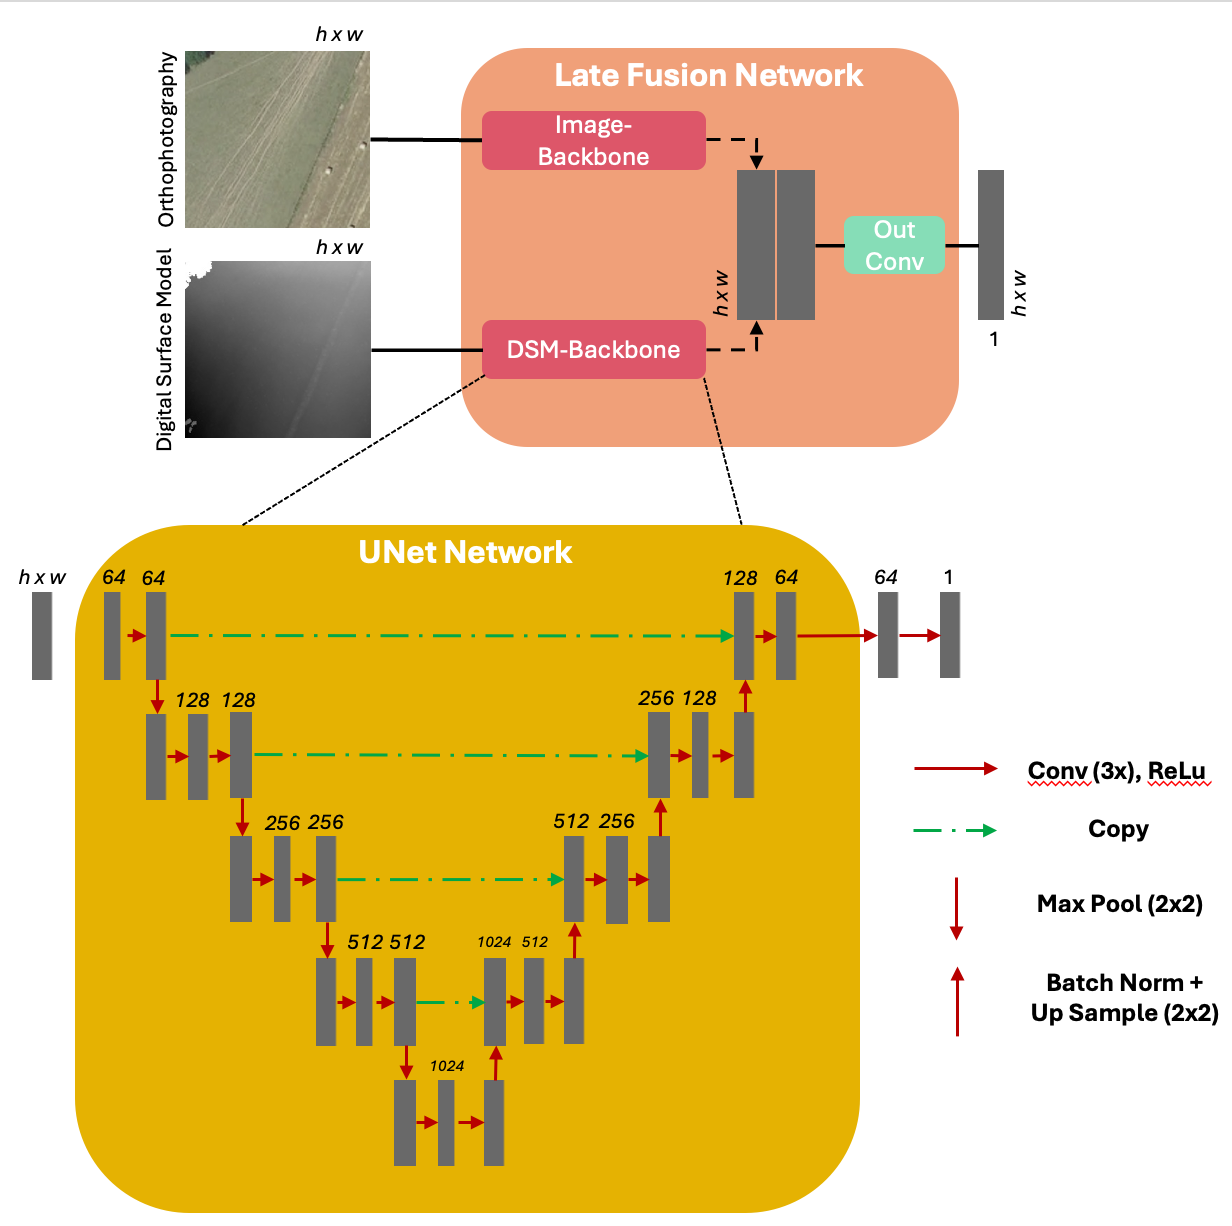 h x w
Orthophotography
Late Fusion Network
Image-
Backbone
h x w
Digital Surface Model
DSM-Backbone
h x w
Out
Conv
h x w
1
UNet Network
h x w
64
64
128
64
64
1
128
128
256
128
256
256
512
256
512
512
1024
512
1024
Conv (3x), ReLu
Copy
Max Pool (2x2)
Batch Norm +
Up Sample (2x2)